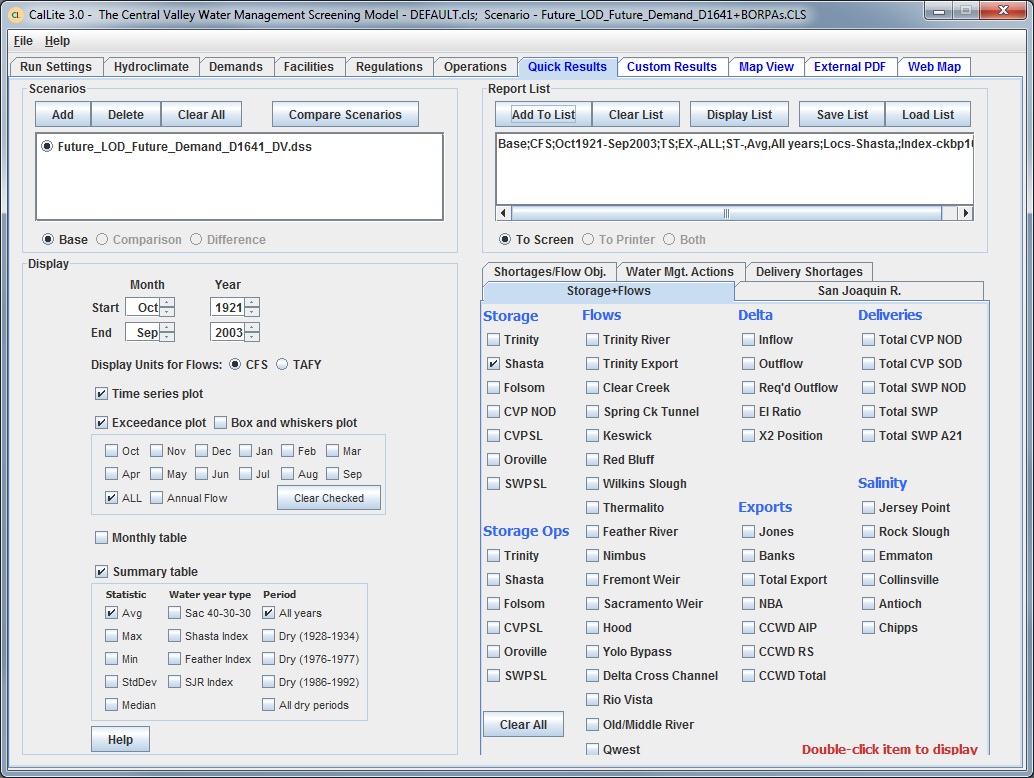 CalLite 3.0 - The Central Valley Water Management Screening Model - DEFAULT.cls; Scenario - Future_LOD_Future_Demand_D1641+BORPAs.CLS
File Help
Run Settings Hydroclimate Demands Facilities Regulations Operations Quick Results Custom Results Map View External PDF Web Map
Scenarios
Add Delete Clear All Compare Scenarios
Future_LOD_Future_Demand_D1641_DV.dss
Base Comparison Difference
Report List
Add To List Clear List Display List Save List Load List
Base;CFS;Oct1921-Sep2003;TS;EX-,ALL;ST-,Avg,All years;Locs-Shasta,;Index-ckbp10
To Screen To Printer Both
Display
Month Year
Start Oct 1921
End Sep 2003
Display Units for Flows: CFS TAFY
Time series plot
Exceedance plot Box and whiskers plot
Oct Nov Dec Jan Feb Mar
Apr May Jun Jul Aug Sep
ALL Annual Flow Clear Checked
Monthly table
Summary table
Statistic Water year type Period
Avg Sac 40-30-30 All years
Max Shasta Index Dry (1928-1934)
Min Feather Index Dry (1976-1977)
StdDev SJR Index Dry (1986-1992)
Median All dry periods
Help
Shortages/Flow Obj. Water Mgt. Actions Delivery Shortages
Storage+Flows San Joaquin R.
Storage
Trinity
Shasta
Folsom
CVP NOD
CVPSL
Oroville
SWPSL
Storage Ops
Trinity
Shasta
Folsom
CVPSL
Oroville
SWPSL
Clear All
Flows
Trinity River
Trinity Export
Clear Creek
Spring Ck Tunnel
Keswick
Red Bluff
Wilkins Slough
Thermalito
Feather River
Nimbus
Fremont Weir
Sacramento Weir
Hood
Yolo Bypass
Delta Cross Channel
Rio Vista
Old/Middle River
Qwest
Delta
Inflow
Outflow
Req'd Outflow
EI Ratio
X2 Position
Exports
Jones
Banks
Total Export
NBA
CCWD AIP
CCWD RS
CCWD Total
Deliveries
Total CVP NOD
Total CVP SOD
Total SWP NOD
Total SWP
Total SWP A21
Salinity
Jersey Point
Rock Slough
Emmaton
Collinsville
Antioch
Chipps
Double-click item to display